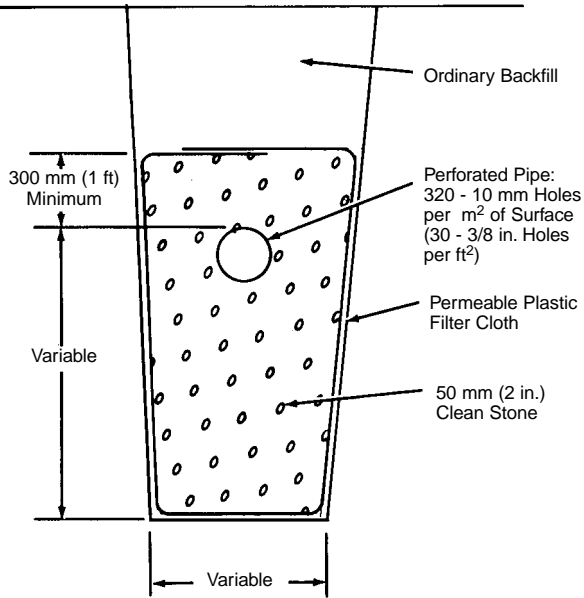 Ordinary Backfill
300 mm (1 ft)
Minimum
Perforated Pipe:
320 - 10 mm Holes
per m² of Surface
(30 - 3/8 in. Holes
per ft²)
Permeable Plastic
Filter Cloth
Variable
50 mm (2 in.)
Clean Stone
Variable